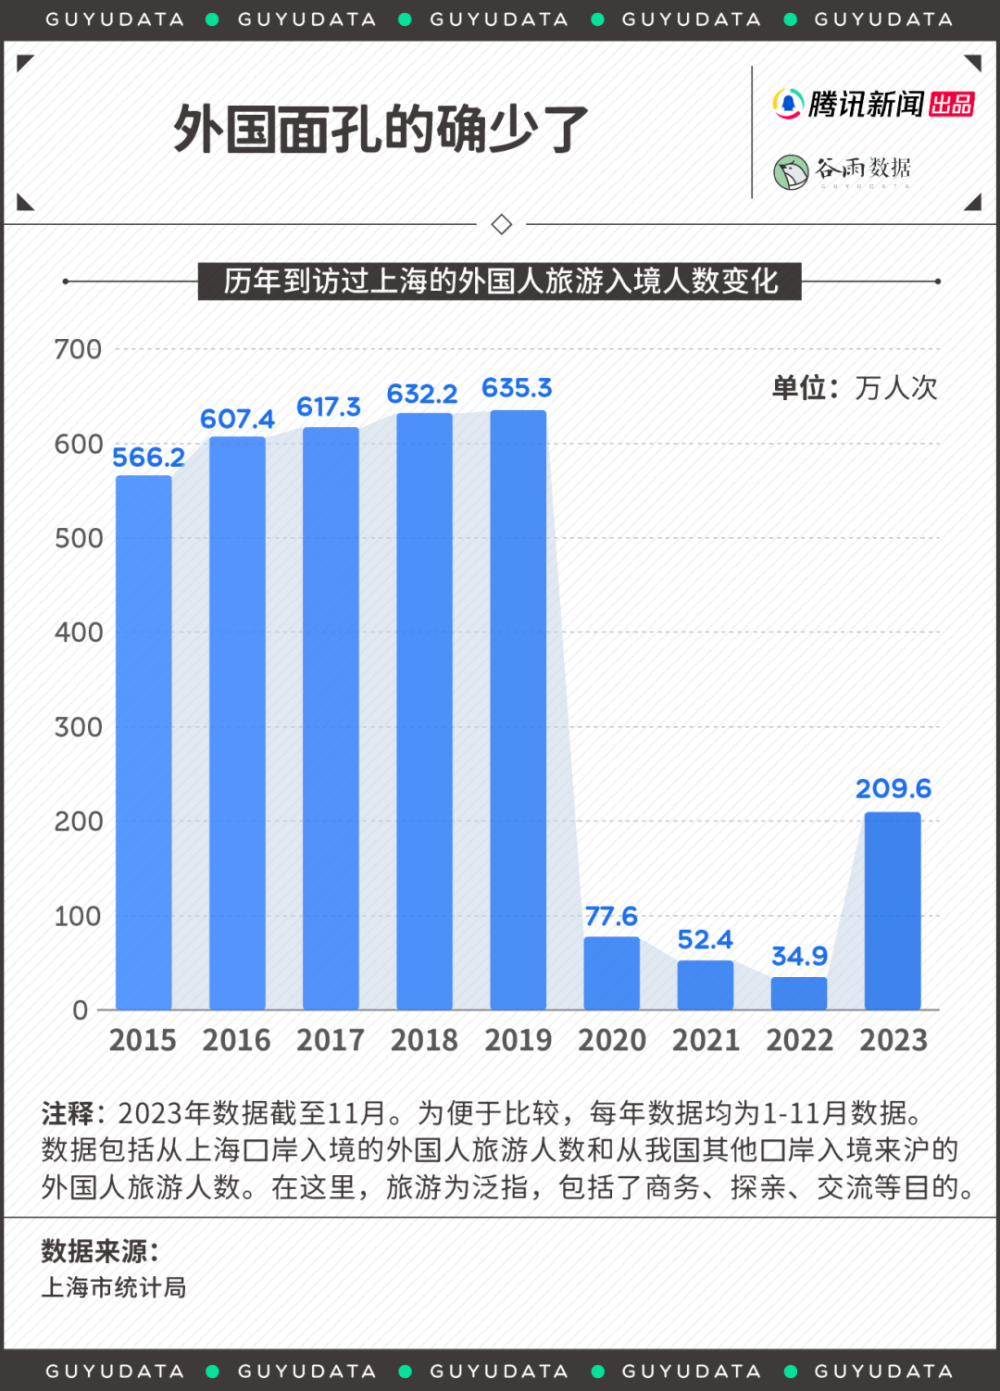 GUYUDATA ● GUYUDATA ● GUYUDATA ● GUYUDATA ● GUYUDATA
外国面孔的确少了
腾讯新闻 出品
谷雨数据
GUYUDATA
历年到访过上海的外国人旅游入境人数变化
单位：万人次
700
600
500
400
300
200
100
0
566.2
607.4
617.3
632.2
635.3
77.6
52.4
34.9
209.6
2015 2016 2017 2018 2019 2020 2021 2022 2023
注释：2023年数据截至11月。为便于比较，每年数据均为1-11月数据。
数据包括从上海口岸入境的外国人旅游人数和从我国其他口岸入境来沪的
外国人旅游人数。在这里，旅游为泛指，包括了商务、探亲、交流等目的。
数据来源：
上海市统计局
GUYUDATA ● GUYUDATA ● GUYUDATA ● GUYUDATA ● GUYUDATA